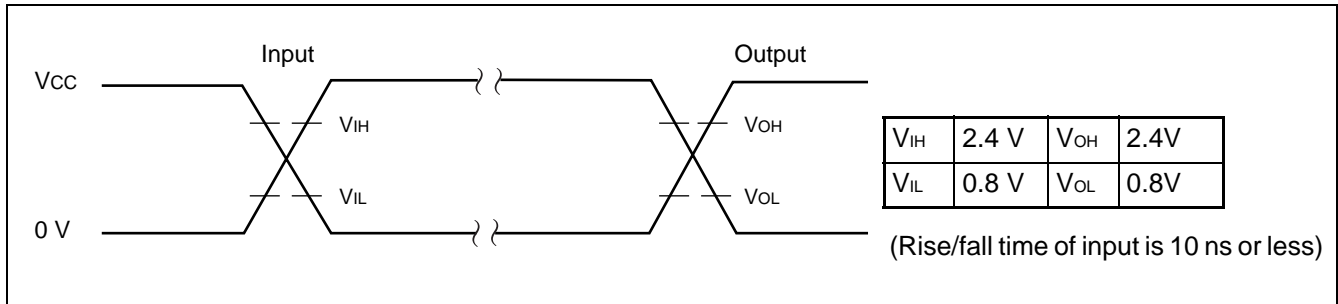 Input
Output
VCC
VIH
VOH
VIL
VOL
0 V
VIH 2.4 V VOH 2.4V
VIL 0.8 V VOL 0.8V
(Rise/fall time of input is 10 ns or less)